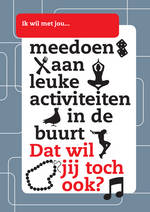 Ik wil met jou...
meedoen
aan
leuke
activiteiten
in de
buurt
Dat wil
jij toch
ook?